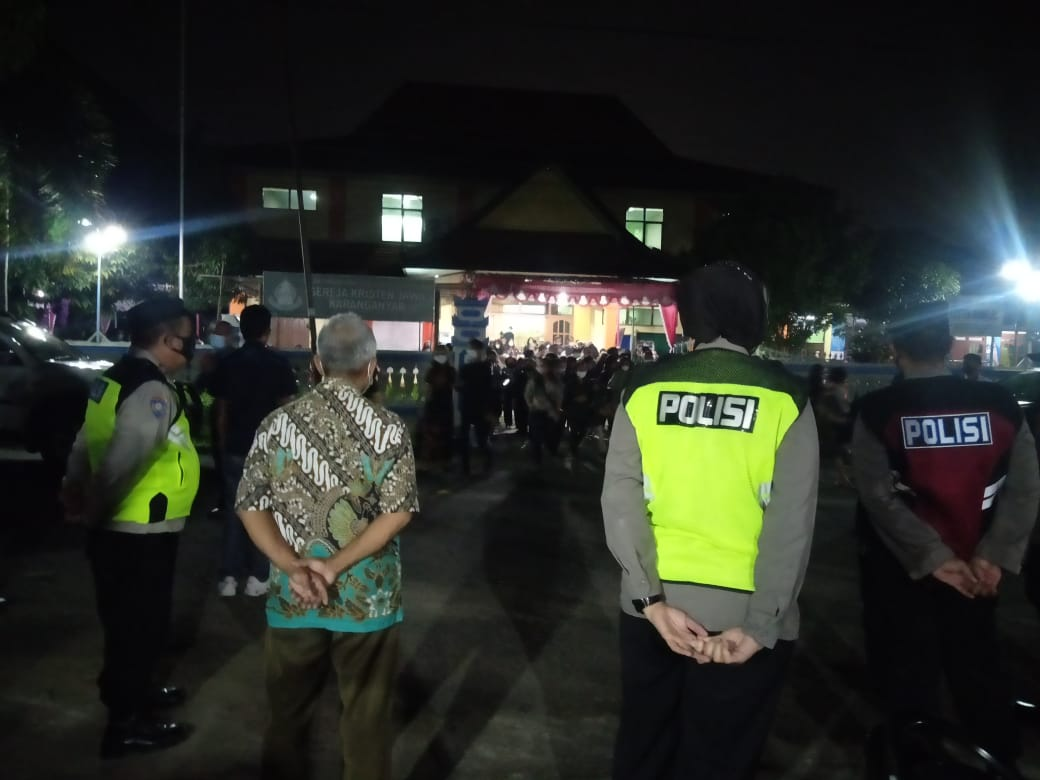 GEREJA KRISTEN JAWA
KARANGANYAR
POLISI
POLISI